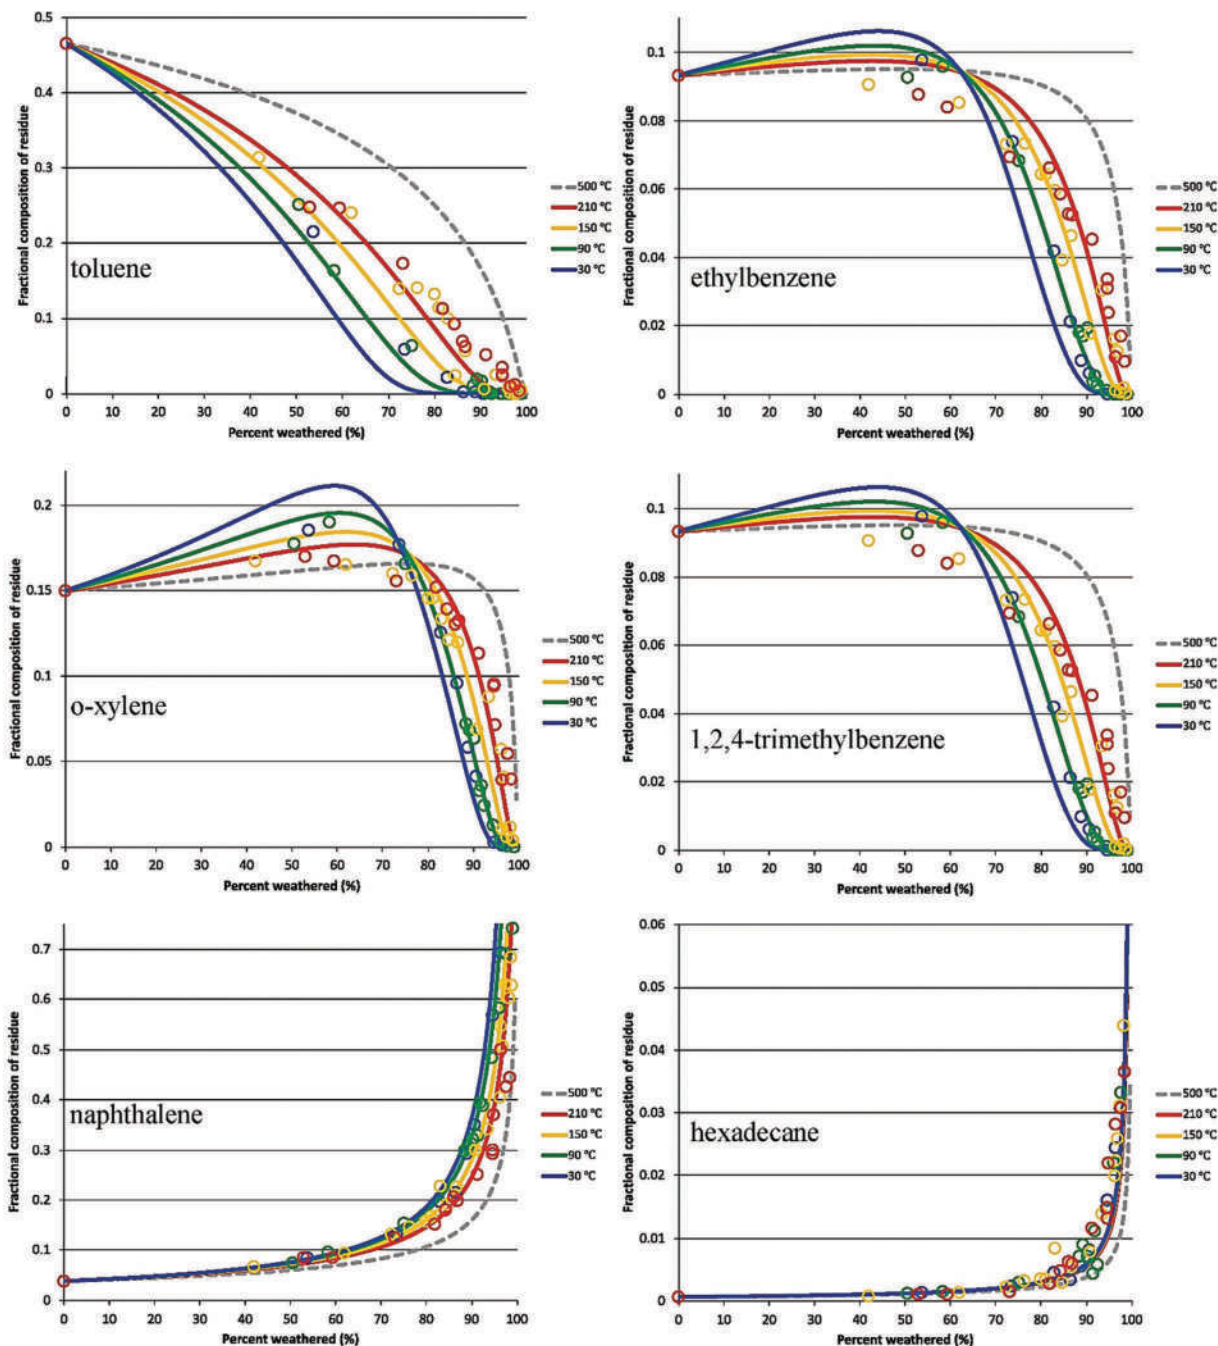 0.5
0.4
0.3
0.2
0.1
0
Fractional composition of residue
toluene
500 °C
210 °C
150 °C
90 °C
30 °C
0 10 20 30 40 50 60 70 80 90 100
Percent weathered (%)
0.1
0.08
0.06
0.04
0.02
0
Fractional composition of residue
ethylbenzene
500 °C
210 °C
150 °C
90 °C
30 °C
0 10 20 30 40 50 60 70 80 90 100
Percent weathered (%)
0.2
0.15
0.1
0.05
0
Fractional composition of residue
o-xylene
500 °C
210 °C
150 °C
90 °C
30 °C
0 10 20 30 40 50 60 70 80 90 100
Percent weathered (%)
0.1
0.08
0.06
0.04
0.02
0
Fractional composition of residue
1,2,4-trimethylbenzene
500 °C
210 °C
150 °C
90 °C
30 °C
0 10 20 30 40 50 60 70 80 90 100
Percent weathered (%)
0.7
0.6
0.5
0.4
0.3
0.2
0.1
0
Fractional composition of residue
naphthalene
500 °C
210 °C
150 °C
90 °C
30 °C
0 10 20 30 40 50 60 70 80 90 100
Percent weathered (%)
0.06
0.05
0.04
0.03
0.02
0.01
0
Fractional composition of residue
hexadecane
500 °C
210 °C
150 °C
90 °C
30 °C
0 10 20 30 40 50 60 70 80 90 100
Percent weathered (%)